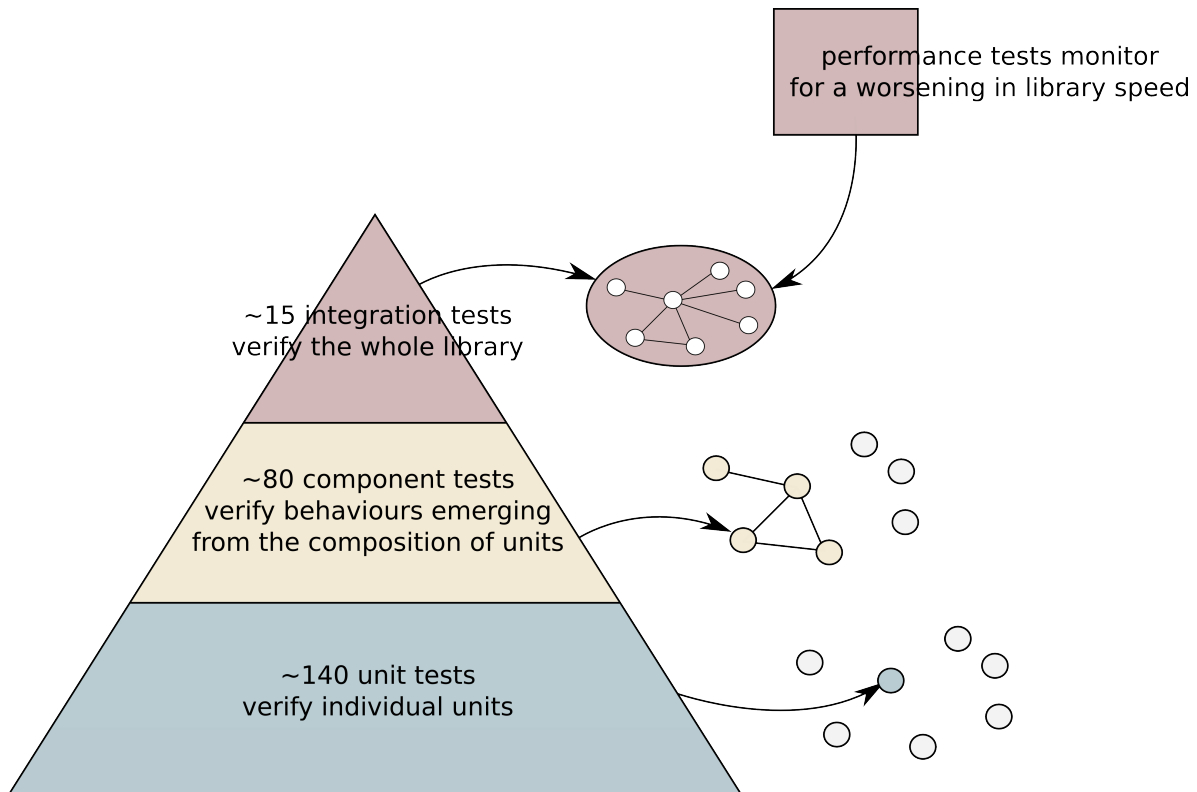 performance tests monitor
for a worsening in library speed
~15 integration tests
verify the whole library
~80 component tests
verify behaviours emerging
from the composition of units
~140 unit tests
verify individual units